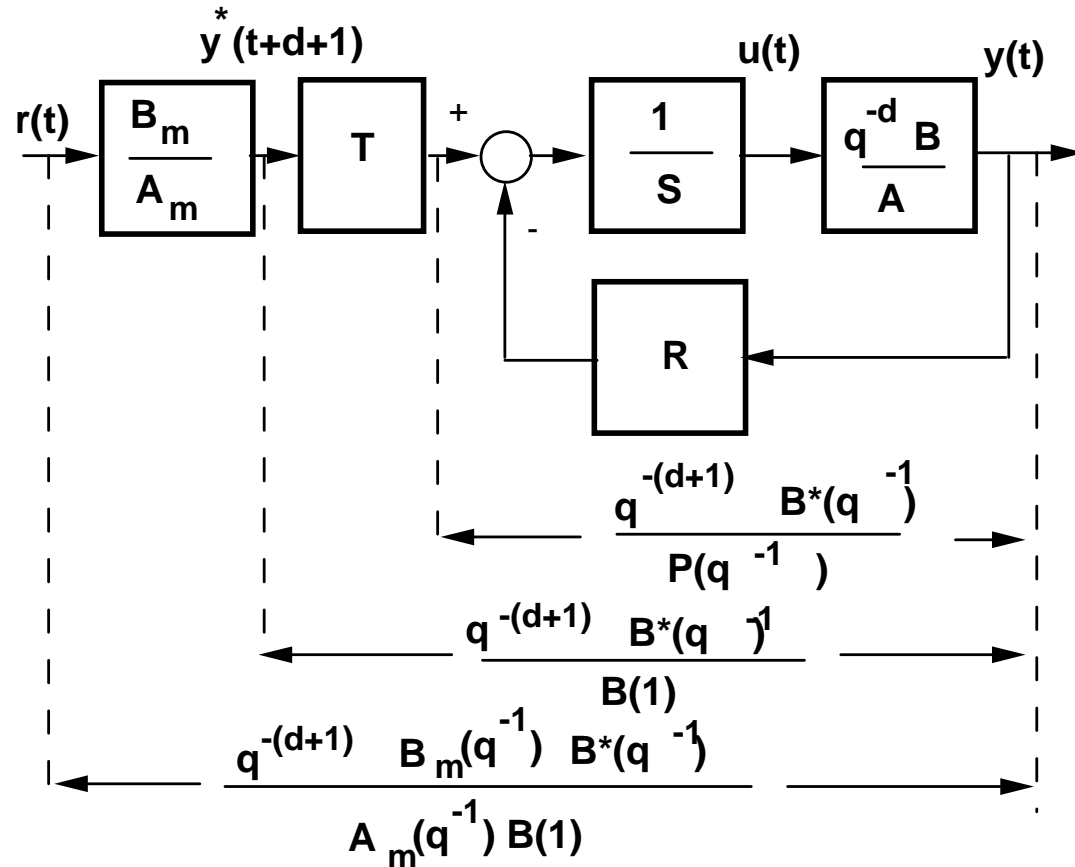 y*(t+d+1)
u(t)
y(t)
r(t)
B_m
A_m
T
+
-
1
S
q^-d B
A
R
q^-(d+1) B*(q^-1)
P(q^-1)
q^-(d+1) B*(q^-1)
B(1)
q^-(d+1) B_m(q^-1) B*(q^-1)
A_m(q^-1) B(1)